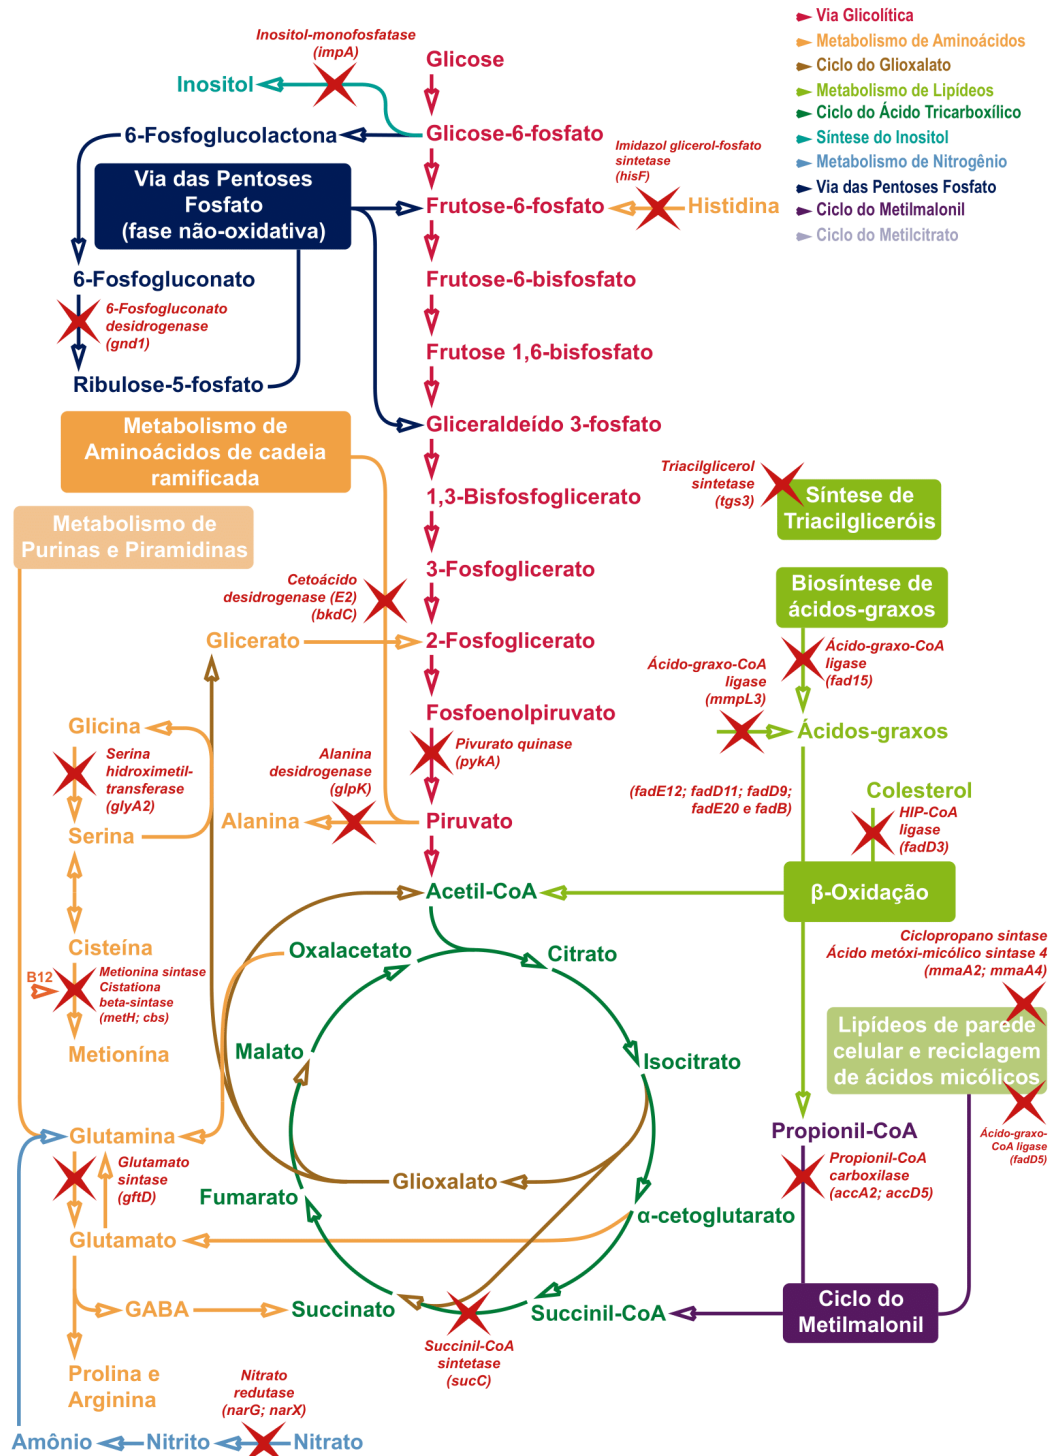 Via Glicolítica
Metabolismo de Aminoácidos
Ciclo do Glioxalato
Metabolismo de Lipídeos
Ciclo do Ácido Tricarboxílico
Síntese do Inositol
Metabolismo de Nitrogênio
Via das Pentoses Fosfato
Ciclo do Metilmalonil
Ciclo do Metilcitrato
Inositol-monofosfatase
(impA)
Glicose
Inositol
6-Fosfoglucolactona
Glicose-6-fosfato
Imidazol glicerol-fosfato
sintetase
(hisF)
Via das Pentoses
Fosfato
(fase não-oxidativa)
Frutose-6-fosfato
Histidina
6-Fosfogluconato
Frutose-6-bisfosfato
6-Fosfogluconato
desidrogenase
(gnd1)
Frutose 1,6-bisfosfato
Ribulose-5-fosfato
Metabolismo de
Aminoácidos de cadeia
ramificada
Gliceraldeído 3-fosfato
Triacilglicerol
sintetase
(tgs3)
Síntese de
Triacilgliceróis
1,3-Bisfosfoglicerato
Metabolismo de
Purinas e Piramidinas
3-Fosfoglicerato
Cetoácido
desidrogenase (E2)
(bkdC)
Biosíntese de
ácidos-graxos
Glicerato
2-Fosfoglicerato
Ácido-graxo-CoA
ligase
(fad15)
Ácido-graxo-CoA
ligase
(mmpL3)
Fosfoenolpiruvato
Glicina
Ácidos-graxos
Serina
hidroximetil-
transferase
(glyA2)
Alanina
desidrogenase
(glpK)
Pivurato quinase
(pykA)
(fadE12; fadD11; fadD9;
fadE20 e fadB)
Colesterol
HIP-CoA
ligase
(fadD3)
Serina
Alanina
Piruvato
Acetil-CoA
β-Oxidação
Cisteína
Oxalacetato
Citrato
Ciclopropano sintase
Ácido metóxi-micólico sintase 4
(mmaA2; mmaA4)
B12
Metionina sintase
Cistationa
beta-sintase
(metH; cbs)
Lipídeos de parede
celular e reciclagem
de ácidos micólicos
Metionína
Malato
Isocitrato
Glutamina
Propionil-CoA
Ácido-graxo-
CoA ligase
(fadD5)
Glutamato
sintase
(gftD)
Propionil-CoA
carboxilase
(accA2; accD5)
Fumarato
Glioxalato
α-cetoglutarato
Glutamato
GABA
Succinato
Succinil-CoA
Ciclo do
Metilmalonil
Succinil-CoA
sintetase
(sucC)
Prolina e
Arginina
Nitrato
redutase
(narG; narX)
Amônio
Nitrito
Nitrato